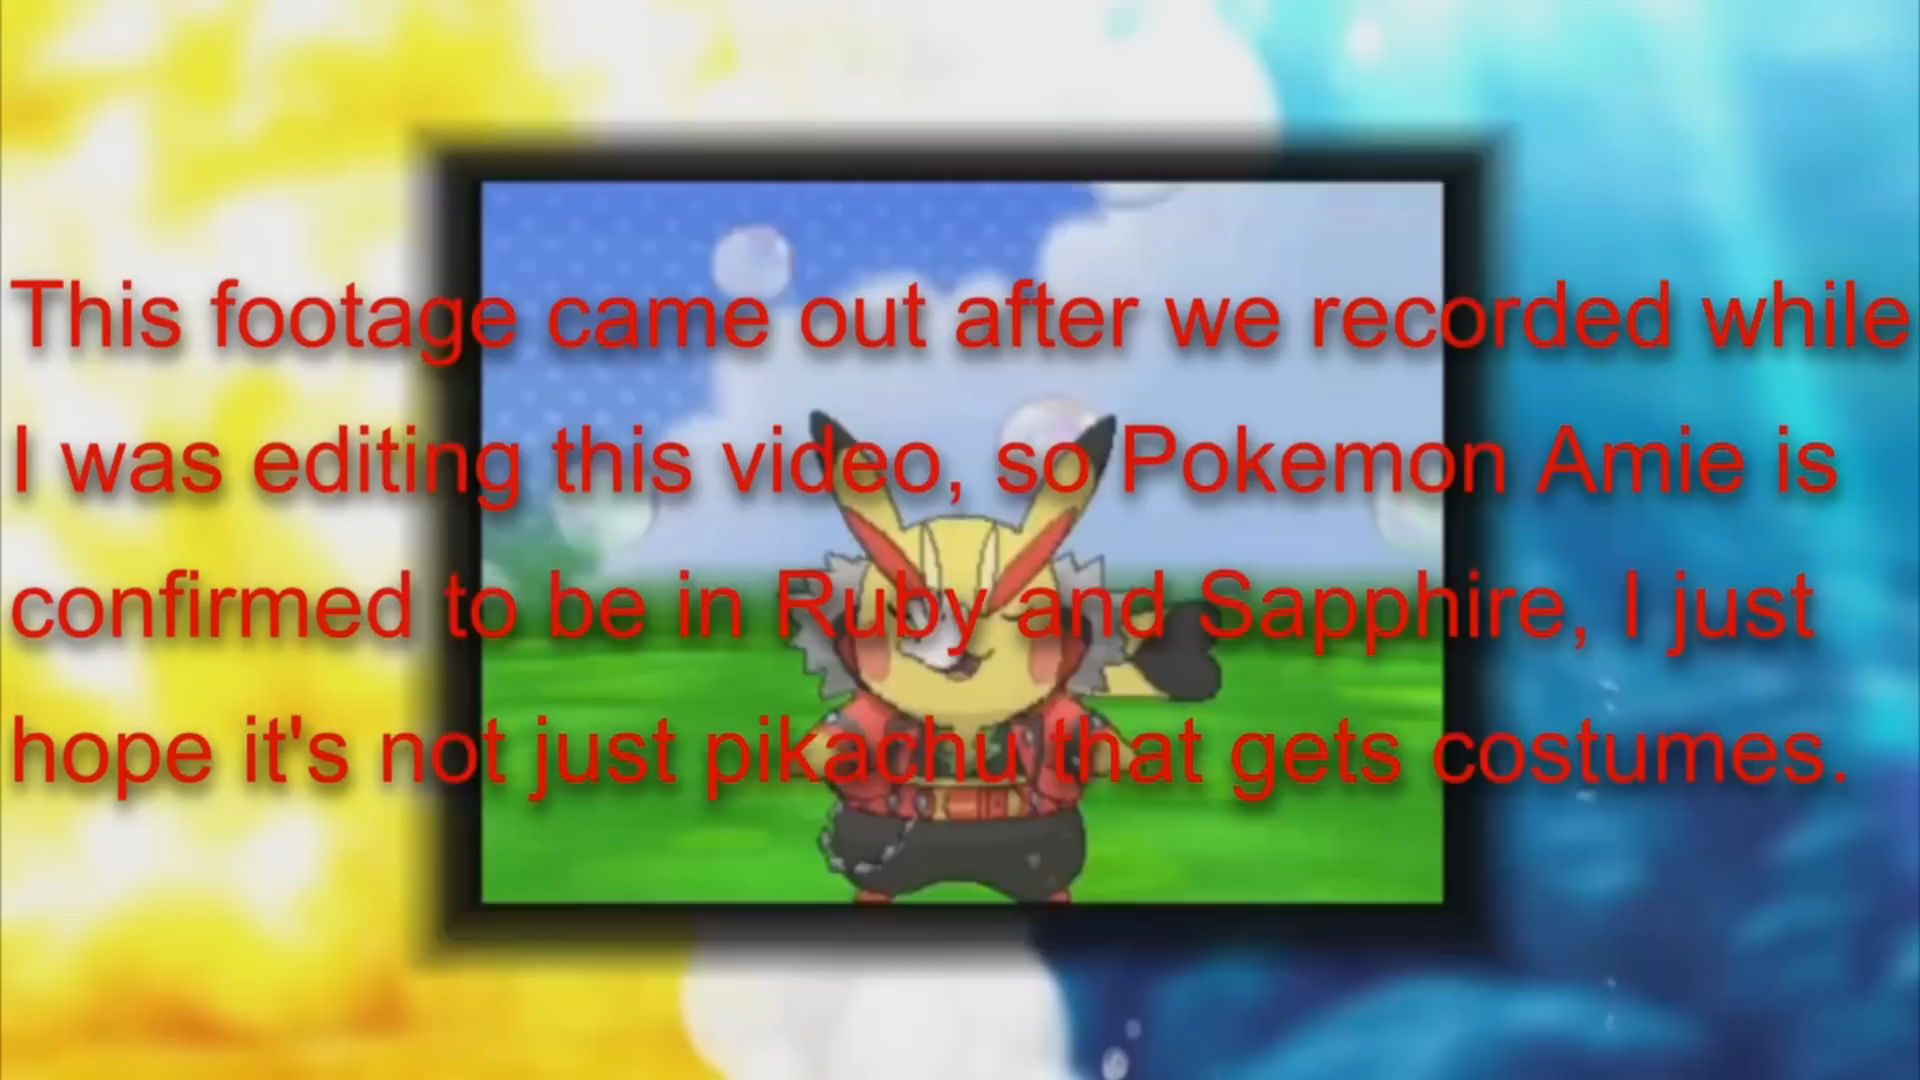 This footage came out after we recorded while
I was editing this video, so Pokemon Amie is
confirmed to be in Ruby and Sapphire, I just
hope it's not just pikachu that gets costumes.